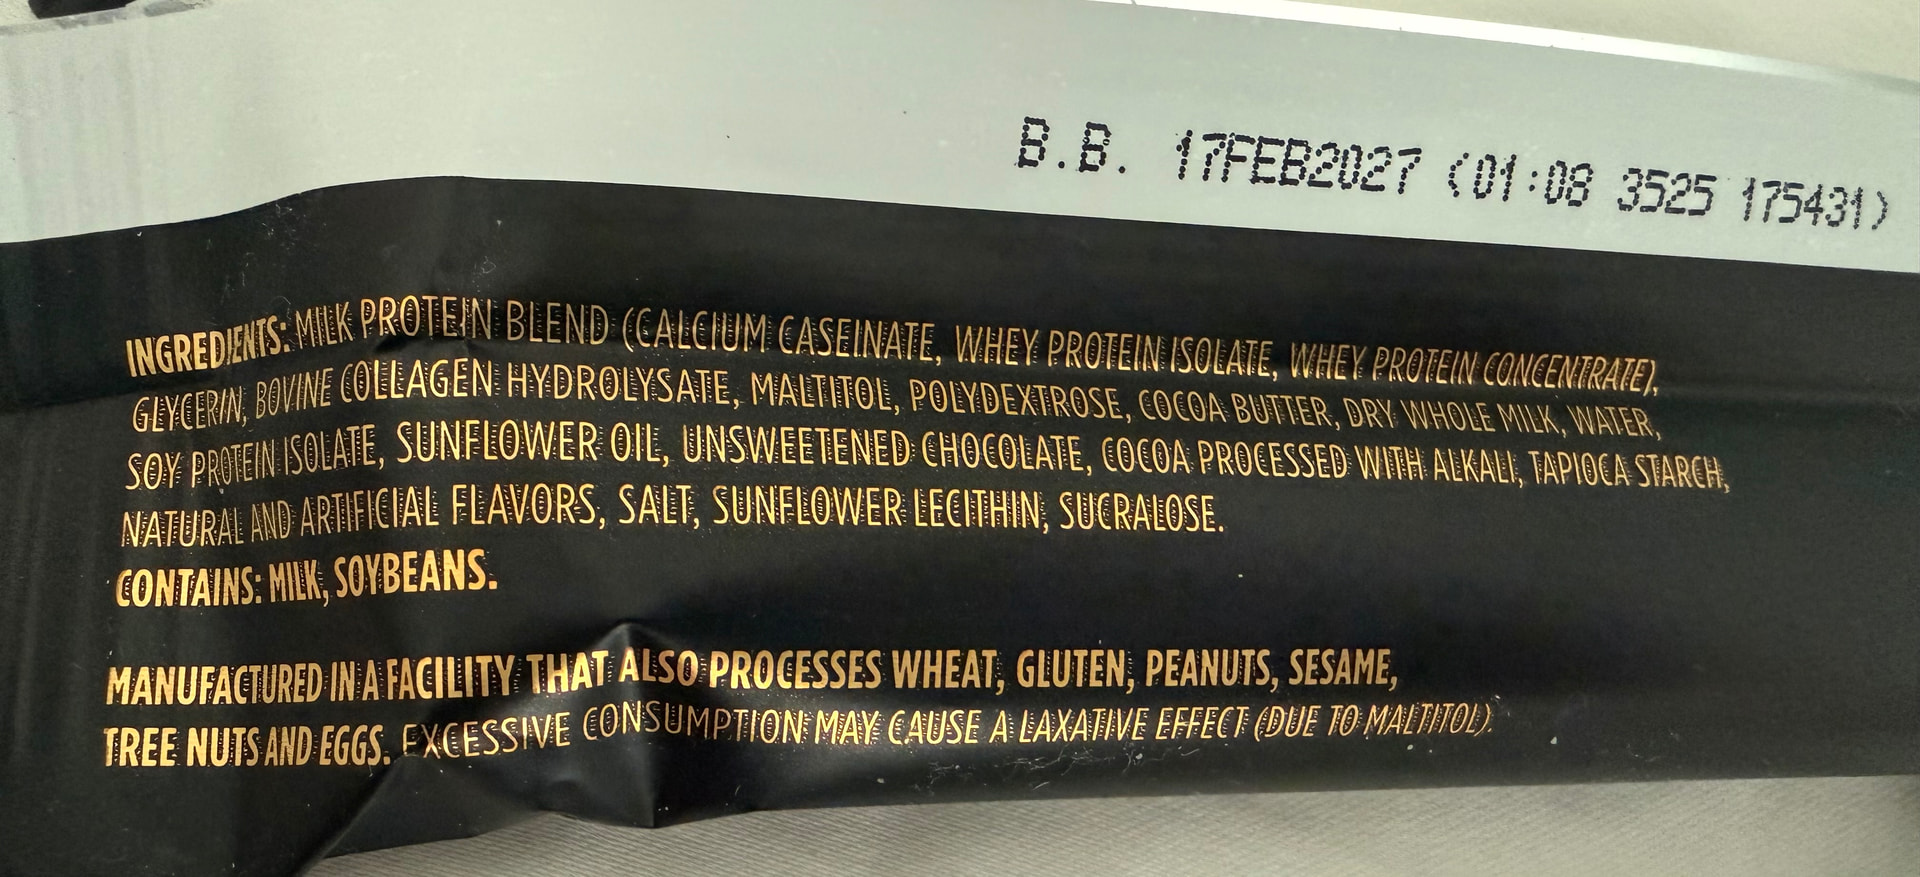 B.B. 17FEB2027 (01:08 3525 175431)
INGREDIENTS: MILK PROTEIN BLEND (CALCIUM CASEINATE, WHEY PROTEIN ISOLATE, WHEY PROTEIN CONCENTRATE),
GLYCERIN, BOVINE COLLAGEN HYDROLYSATE, MALTITOL, POLYDEXTROSE, COCOA BUTTER, DRY WHOLE MILK, WATER,
SOY PROTEIN ISOLATE, SUNFLOWER OIL, UNSWEETENED CHOCOLATE, COCOA PROCESSED WITH ALKALI, TAPIOCA STARCH,
NATURAL AND ARTIFICIAL FLAVORS, SALT, SUNFLOWER LECITHIN, SUCRALOSE.
CONTAINS: MILK, SOYBEANS.
MANUFACTURED IN A FACILITY THAT ALSO PROCESSES WHEAT, GLUTEN, PEANUTS, SESAME,
TREE NUTS AND EGGS. EXCESSIVE CONSUMPTION MAY CAUSE A LAXATIVE EFFECT (DUE TO MALTITOL).